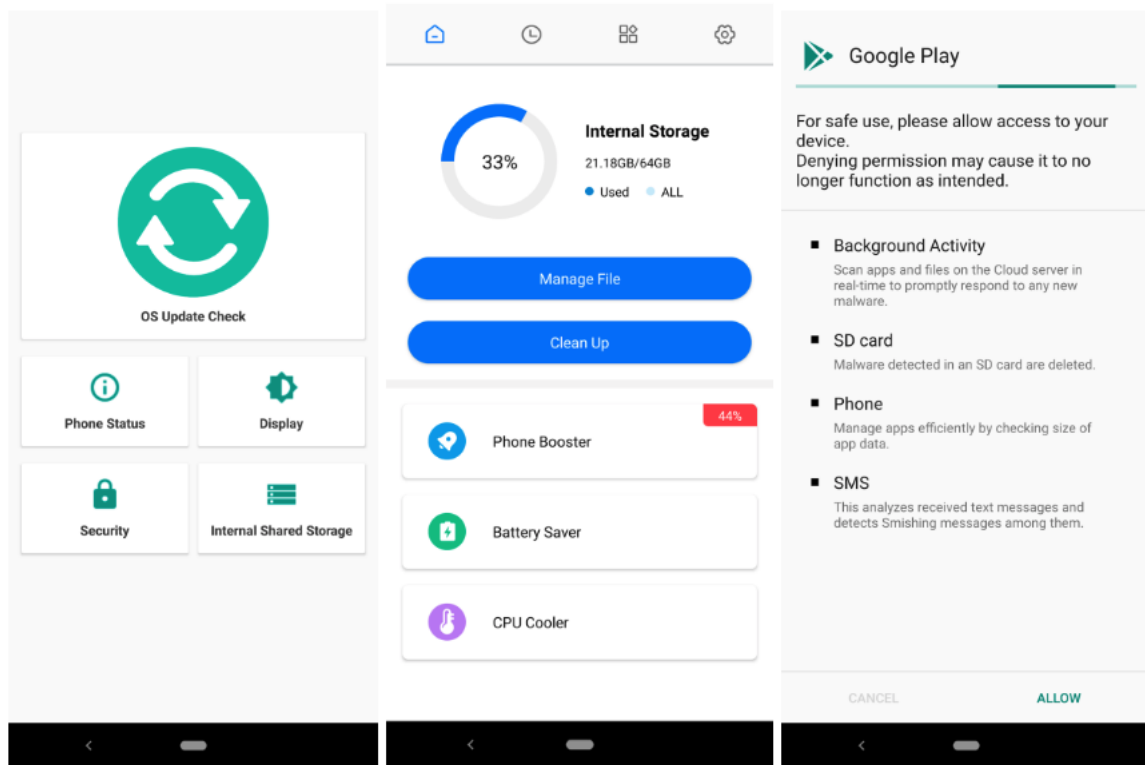 OS Update Check
Phone Status
Display
Security
Internal Shared Storage
33%
Internal Storage
21.18GB/64GB
Used
ALL
Manage File
Clean Up
44%
Phone Booster
Battery Saver
CPU Cooler
Google Play
For safe use, please allow access to your
device.
Denying permission may cause it to no
longer function as intended.
Background Activity
Scan apps and files on the Cloud server in
real-time to promptly respond to any new
malware.
SD card
Malware detected in an SD card are deleted.
Phone
Manage apps efficiently by checking size of
app data.
SMS
This analyzes received text messages and
detects Smishing messages among them.
CANCEL
ALLOW